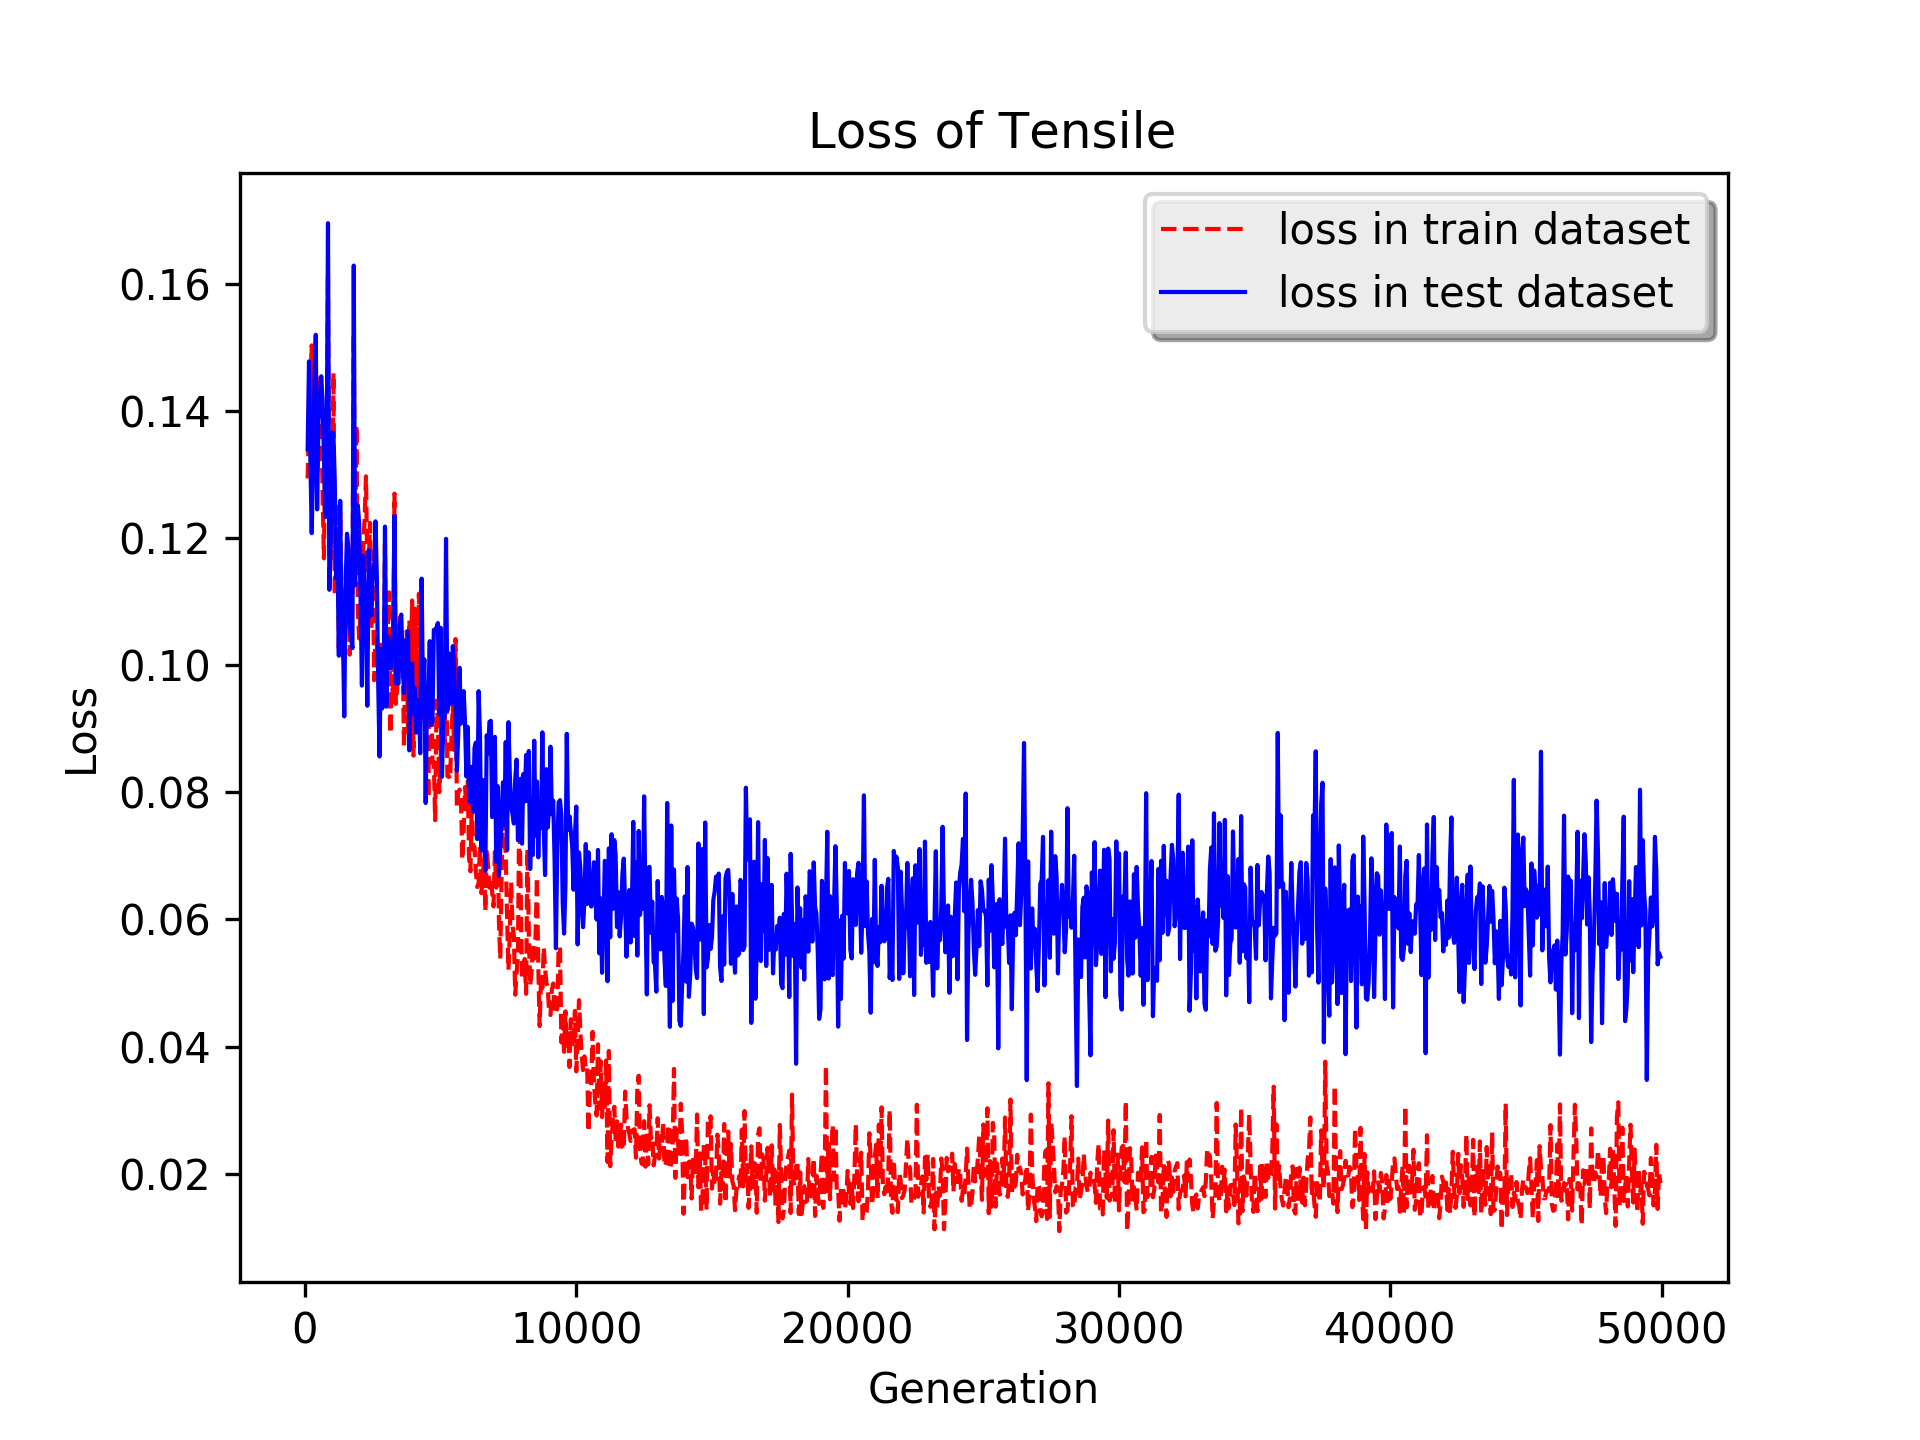 Loss of Tensile
loss in train dataset
loss in test dataset
0.16
0.14
0.12
0.10
0.08
0.06
0.04
0.02
Loss
0 10000 20000 30000 40000 50000
Generation